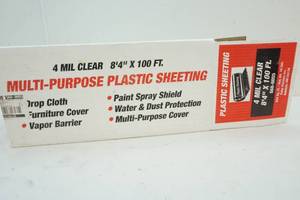 4 MIL CLEAR 8'4" X 100 FT.
MULTI-PURPOSE PLASTIC SHEETING
Drop Cloth
Furniture Cover
• Vapor Barrier
• Paint Spray Shield
• Water & Dust Protection
• Multi-Purpose Cover
PLASTIC SHEETING
4 MIL CLEAR
8'4" X 100 FT.